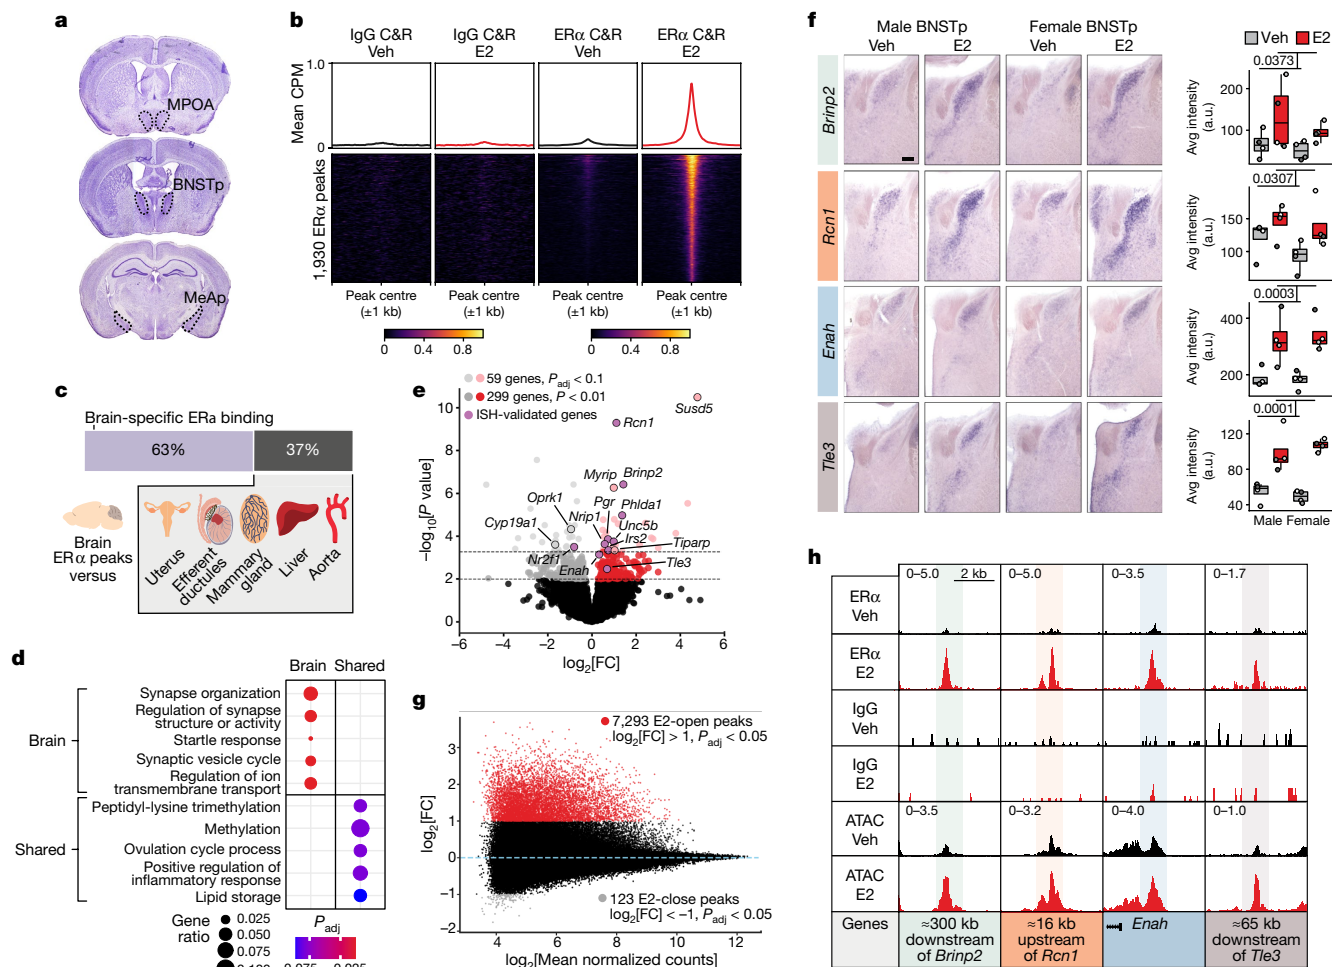 a
MPOA
BNSTp
MeAp
b
IgG C&R
Veh
IgG C&R
E2
ERα C&R
Veh
ERα C&R
E2
Mean CPM
1.0
0
1,930 ERα peaks
Peak centre
(±1 kb)
Peak centre
(±1 kb)
Peak centre
(±1 kb)
Peak centre
(±1 kb)
0 0.4 0.8
0 0.4 0.8
c
Brain-specific ERa binding
63%
37%
Brain
ERα peaks
versus
Uterus
Efferent
ductules
Mammary
gland
Liver
Aorta
d
Brain Shared
Brain
Synapse organization
Regulation of synapse
structure or activity
Startle response
Synaptic vesicle cycle
Regulation of ion
transmembrane transport
Shared
Peptidyl-lysine trimethylation
Methylation
Ovulation cycle process
Positive regulation of
inflammatory response
Lipid storage
Gene
ratio
0.025
0.050
0.075
Padj
e
59 genes, Padj < 0.1
299 genes, P < 0.01
ISH-validated genes
−log10[P value]
10
8
6
4
2
0
−6 −4 −2 0 2 4 6
log2[FC]
Susd5
Rcn1
Myrip
Brinp2
Oprk1
Pgr
Phlda1
Cyp19a1
Nrip1
Unc5b
Irs2
Nr2f1
Tiparp
Enah
Tle3
f
Male BNSTp
Female BNSTp
Veh
E2
Veh
E2
Veh
E2
Brinp2
Rcn1
Enah
Tle3
0.0373
Avg intensity
(a.u.)
200
100
0.0307
Avg intensity
(a.u.)
150
100
0.0003
Avg intensity
(a.u.)
400
200
0.0001
Avg intensity
(a.u.)
120
80
40
Male Female
g
7,293 E2-open peaks
log2[FC] > 1, Padj < 0.05
123 E2-close peaks
log2[FC] < −1, Padj < 0.05
log2[FC]
3
2
1
0
−1
−2
4 6 8 10 12
log2[Mean normalized counts]
h
ERα
Veh
ERα
E2
IgG
Veh
IgG
E2
ATAC
Veh
ATAC
E2
0–5.0
2 kb
0–5.0
0–3.5
0–1.7
0–3.5
0–3.2
0–4.0
0–1.0
Genes
≈300 kb
downstream
of Brinp2
≈16 kb
upstream
of Rcn1
Enah
≈65 kb
downstream
of Tle3